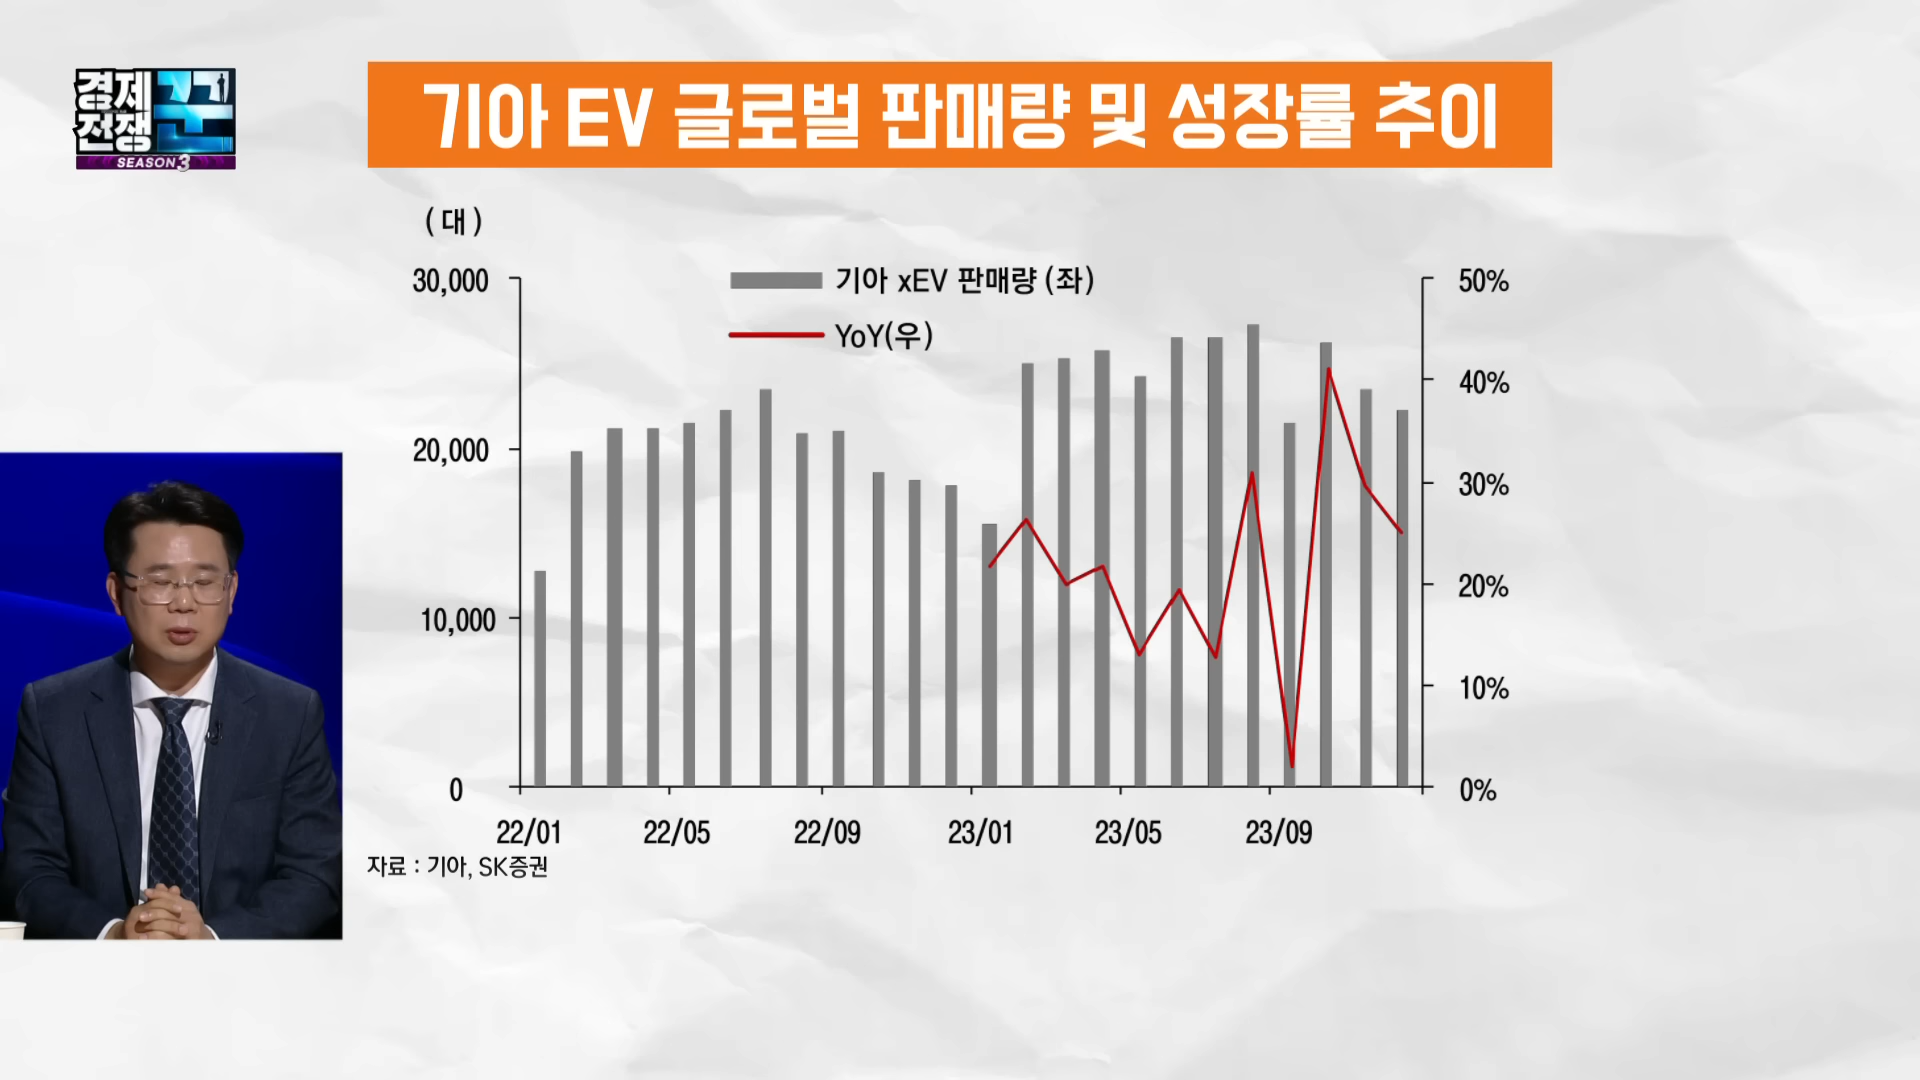 경제
전쟁 꾼
SEASON3
기아 EV 글로벌 판매량 및 성장률 추이
(대)
기아 xEV 판매량 (좌)
YoY(우)
30,000
20,000
10,000
0
50%
40%
30%
20%
10%
0%
22/01 22/05 22/09 23/01 23/05 23/09
자료 : 기아, SK증권